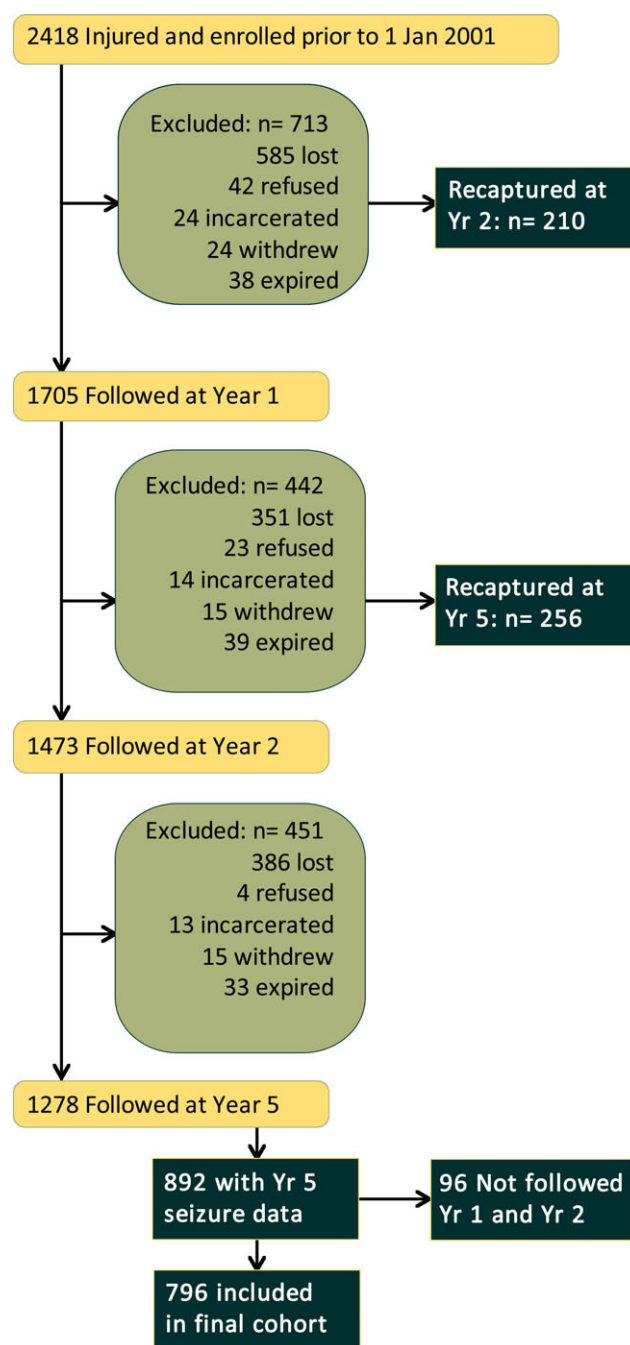 2418 Injured and enrolled prior to 1 Jan 2001
Excluded: n= 713
585 lost
42 refused
24 incarcerated
24 withdrew
38 expired
Recaptured at
Yr 2: n= 210
1705 Followed at Year 1
Excluded: n= 442
351 lost
23 refused
14 incarcerated
15 withdrew
39 expired
Recaptured at
Yr 5: n= 256
1473 Followed at Year 2
Excluded: n= 451
386 lost
4 refused
13 incarcerated
15 withdrew
33 expired
1278 Followed at Year 5
892 with Yr 5
seizure data
96 Not followed
Yr 1 and Yr 2
796 included
in final cohort